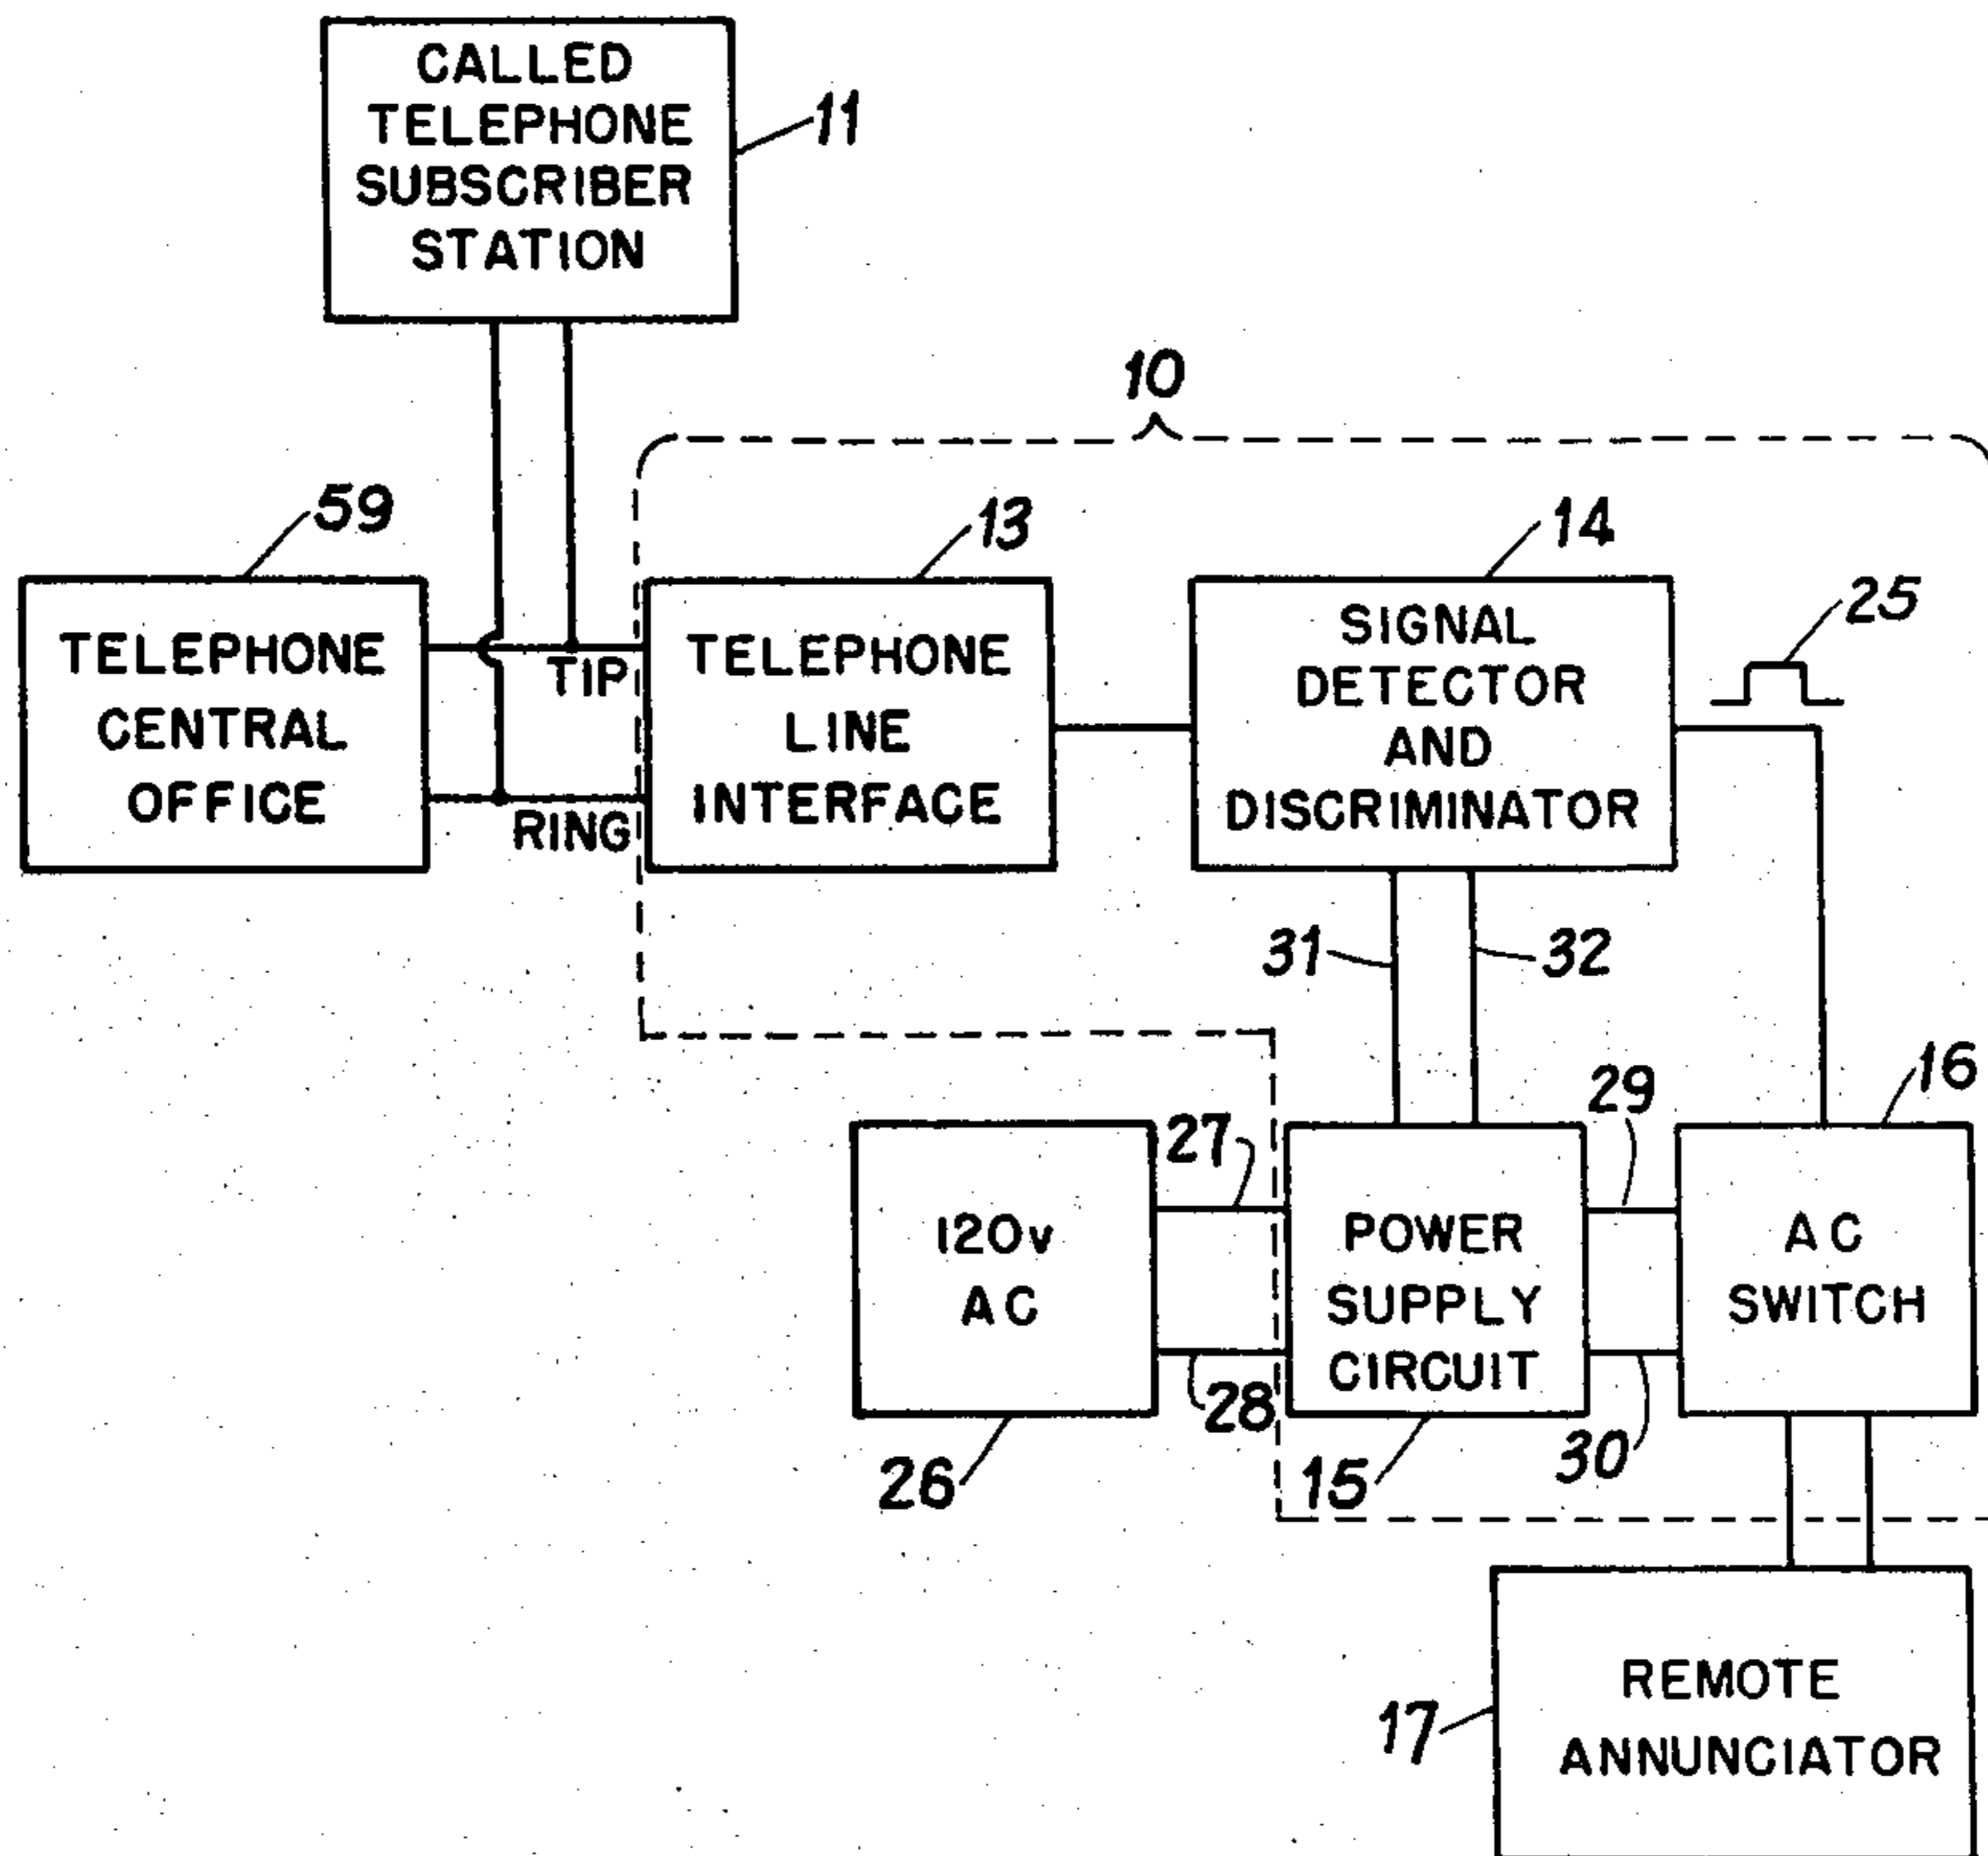 CALLED
TELEPHONE
SUBSCRIBER
STATION
11
10
59
13
14
25
TELEPHONE
CENTRAL
OFFICE
TIP
RING
TELEPHONE
LINE
INTERFACE
SIGNAL
DETECTOR
AND
DISCRIMINATOR
31
32
29
16
27
120v
AC
28
26
POWER
SUPPLY
CIRCUIT
15
30
AC
SWITCH
17
REMOTE
ANNUNCIATOR